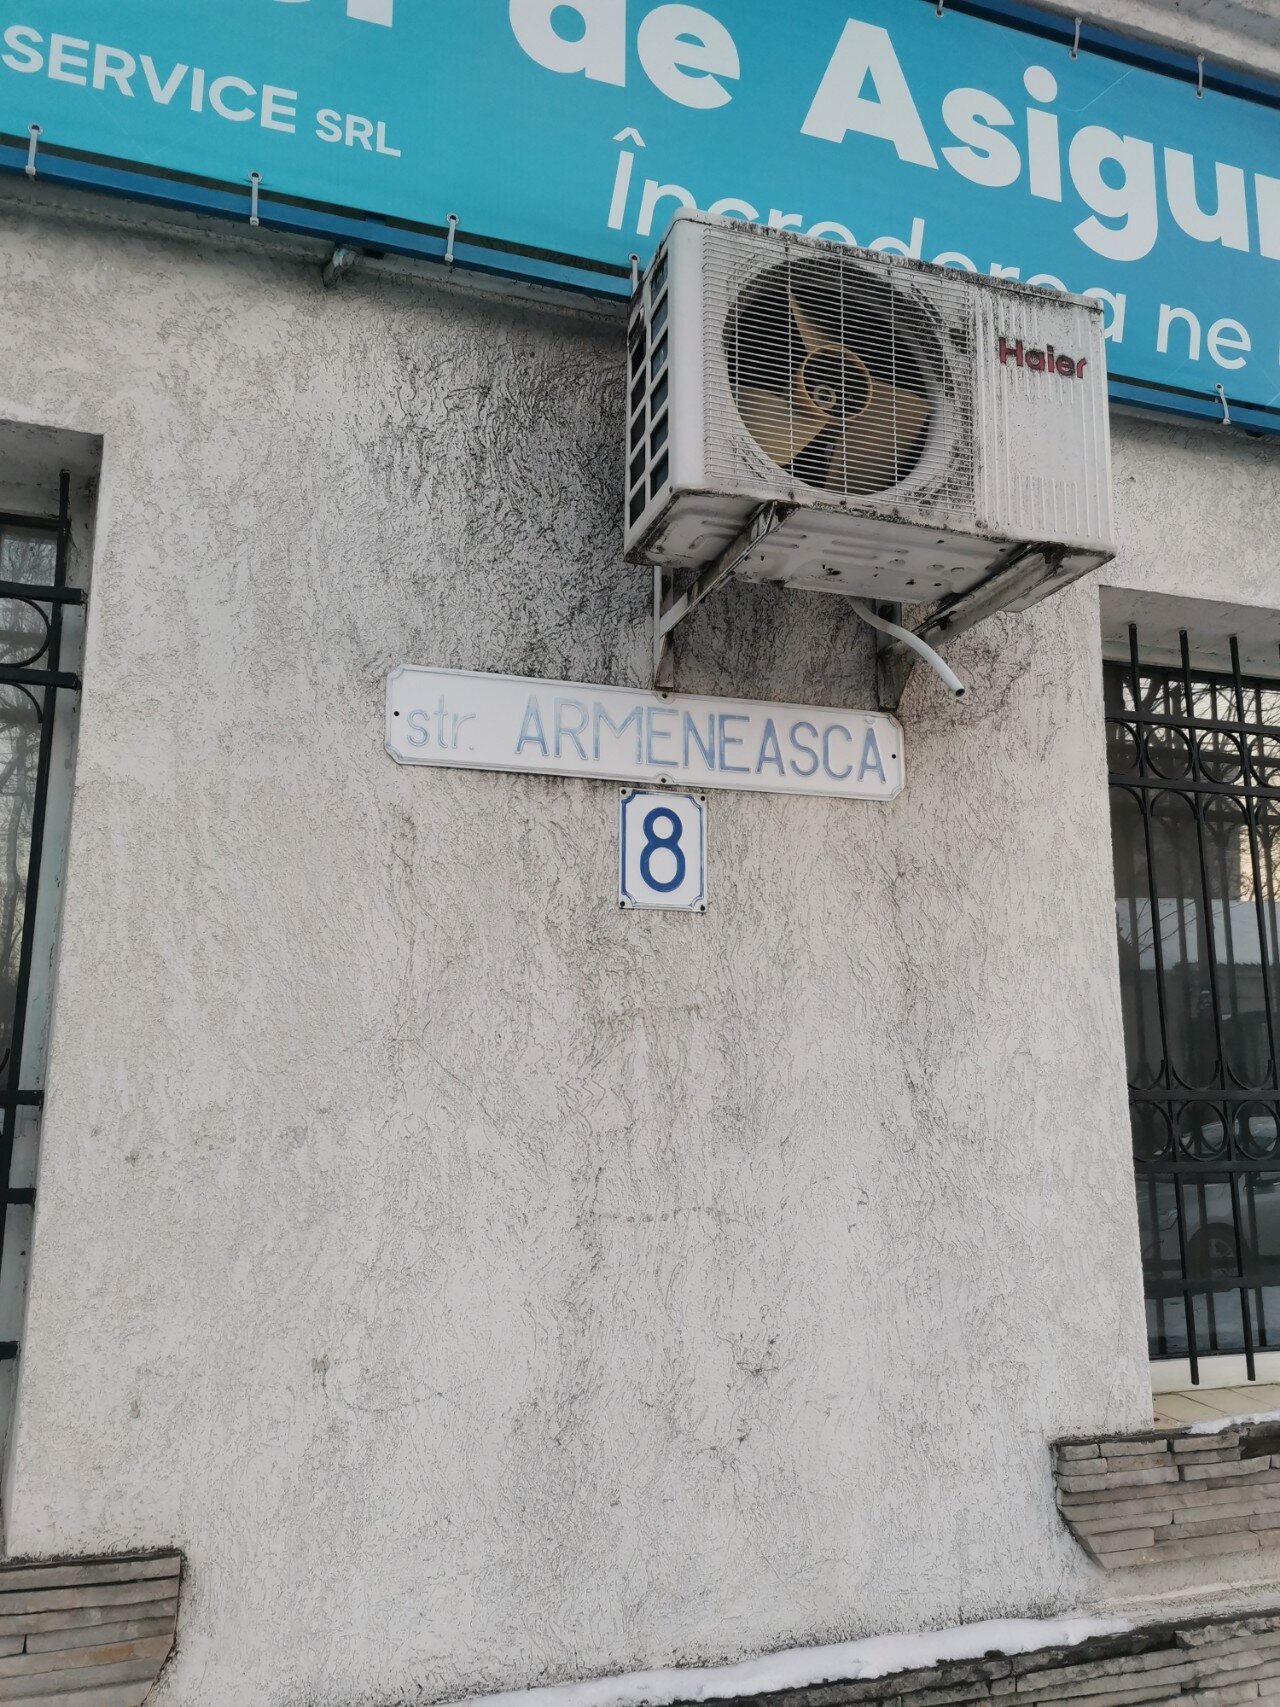 de Asigur
SERVICE SRL
Încrederea ne
Haier
str. ARMENEASCĂ
8